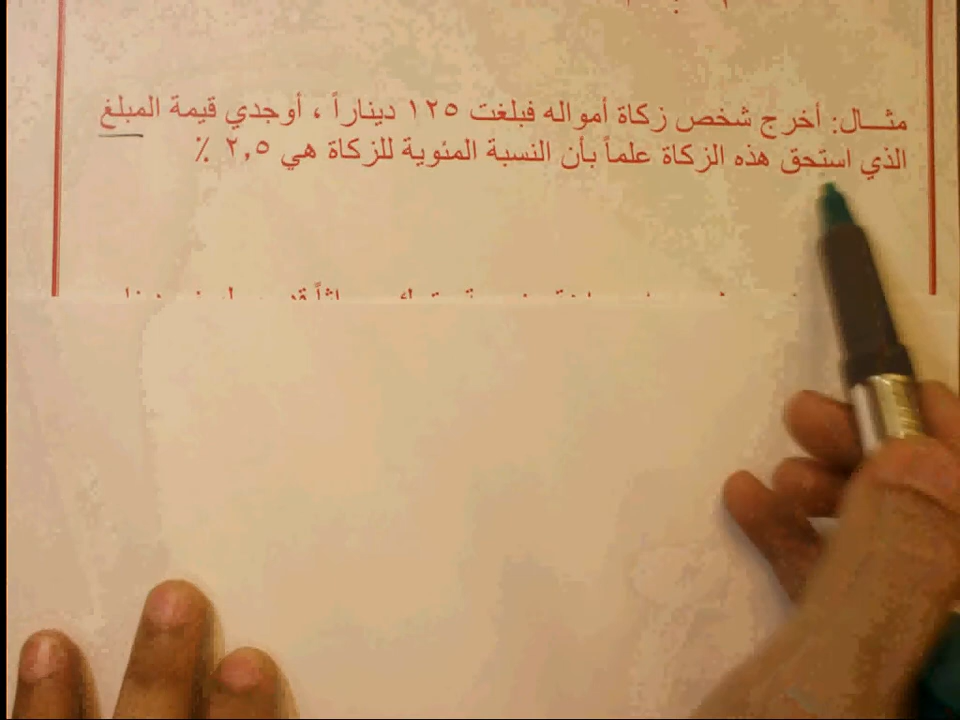 مثـــال: أخرج شخص زكاة أمواله فبلغت ١٢٥ ديناراً ، أوجدي قيمة المبلغ
الذي استحق هذه الزكاة علماً بأن النسبة المئوية للزكاة هي ٢,٥ ٪